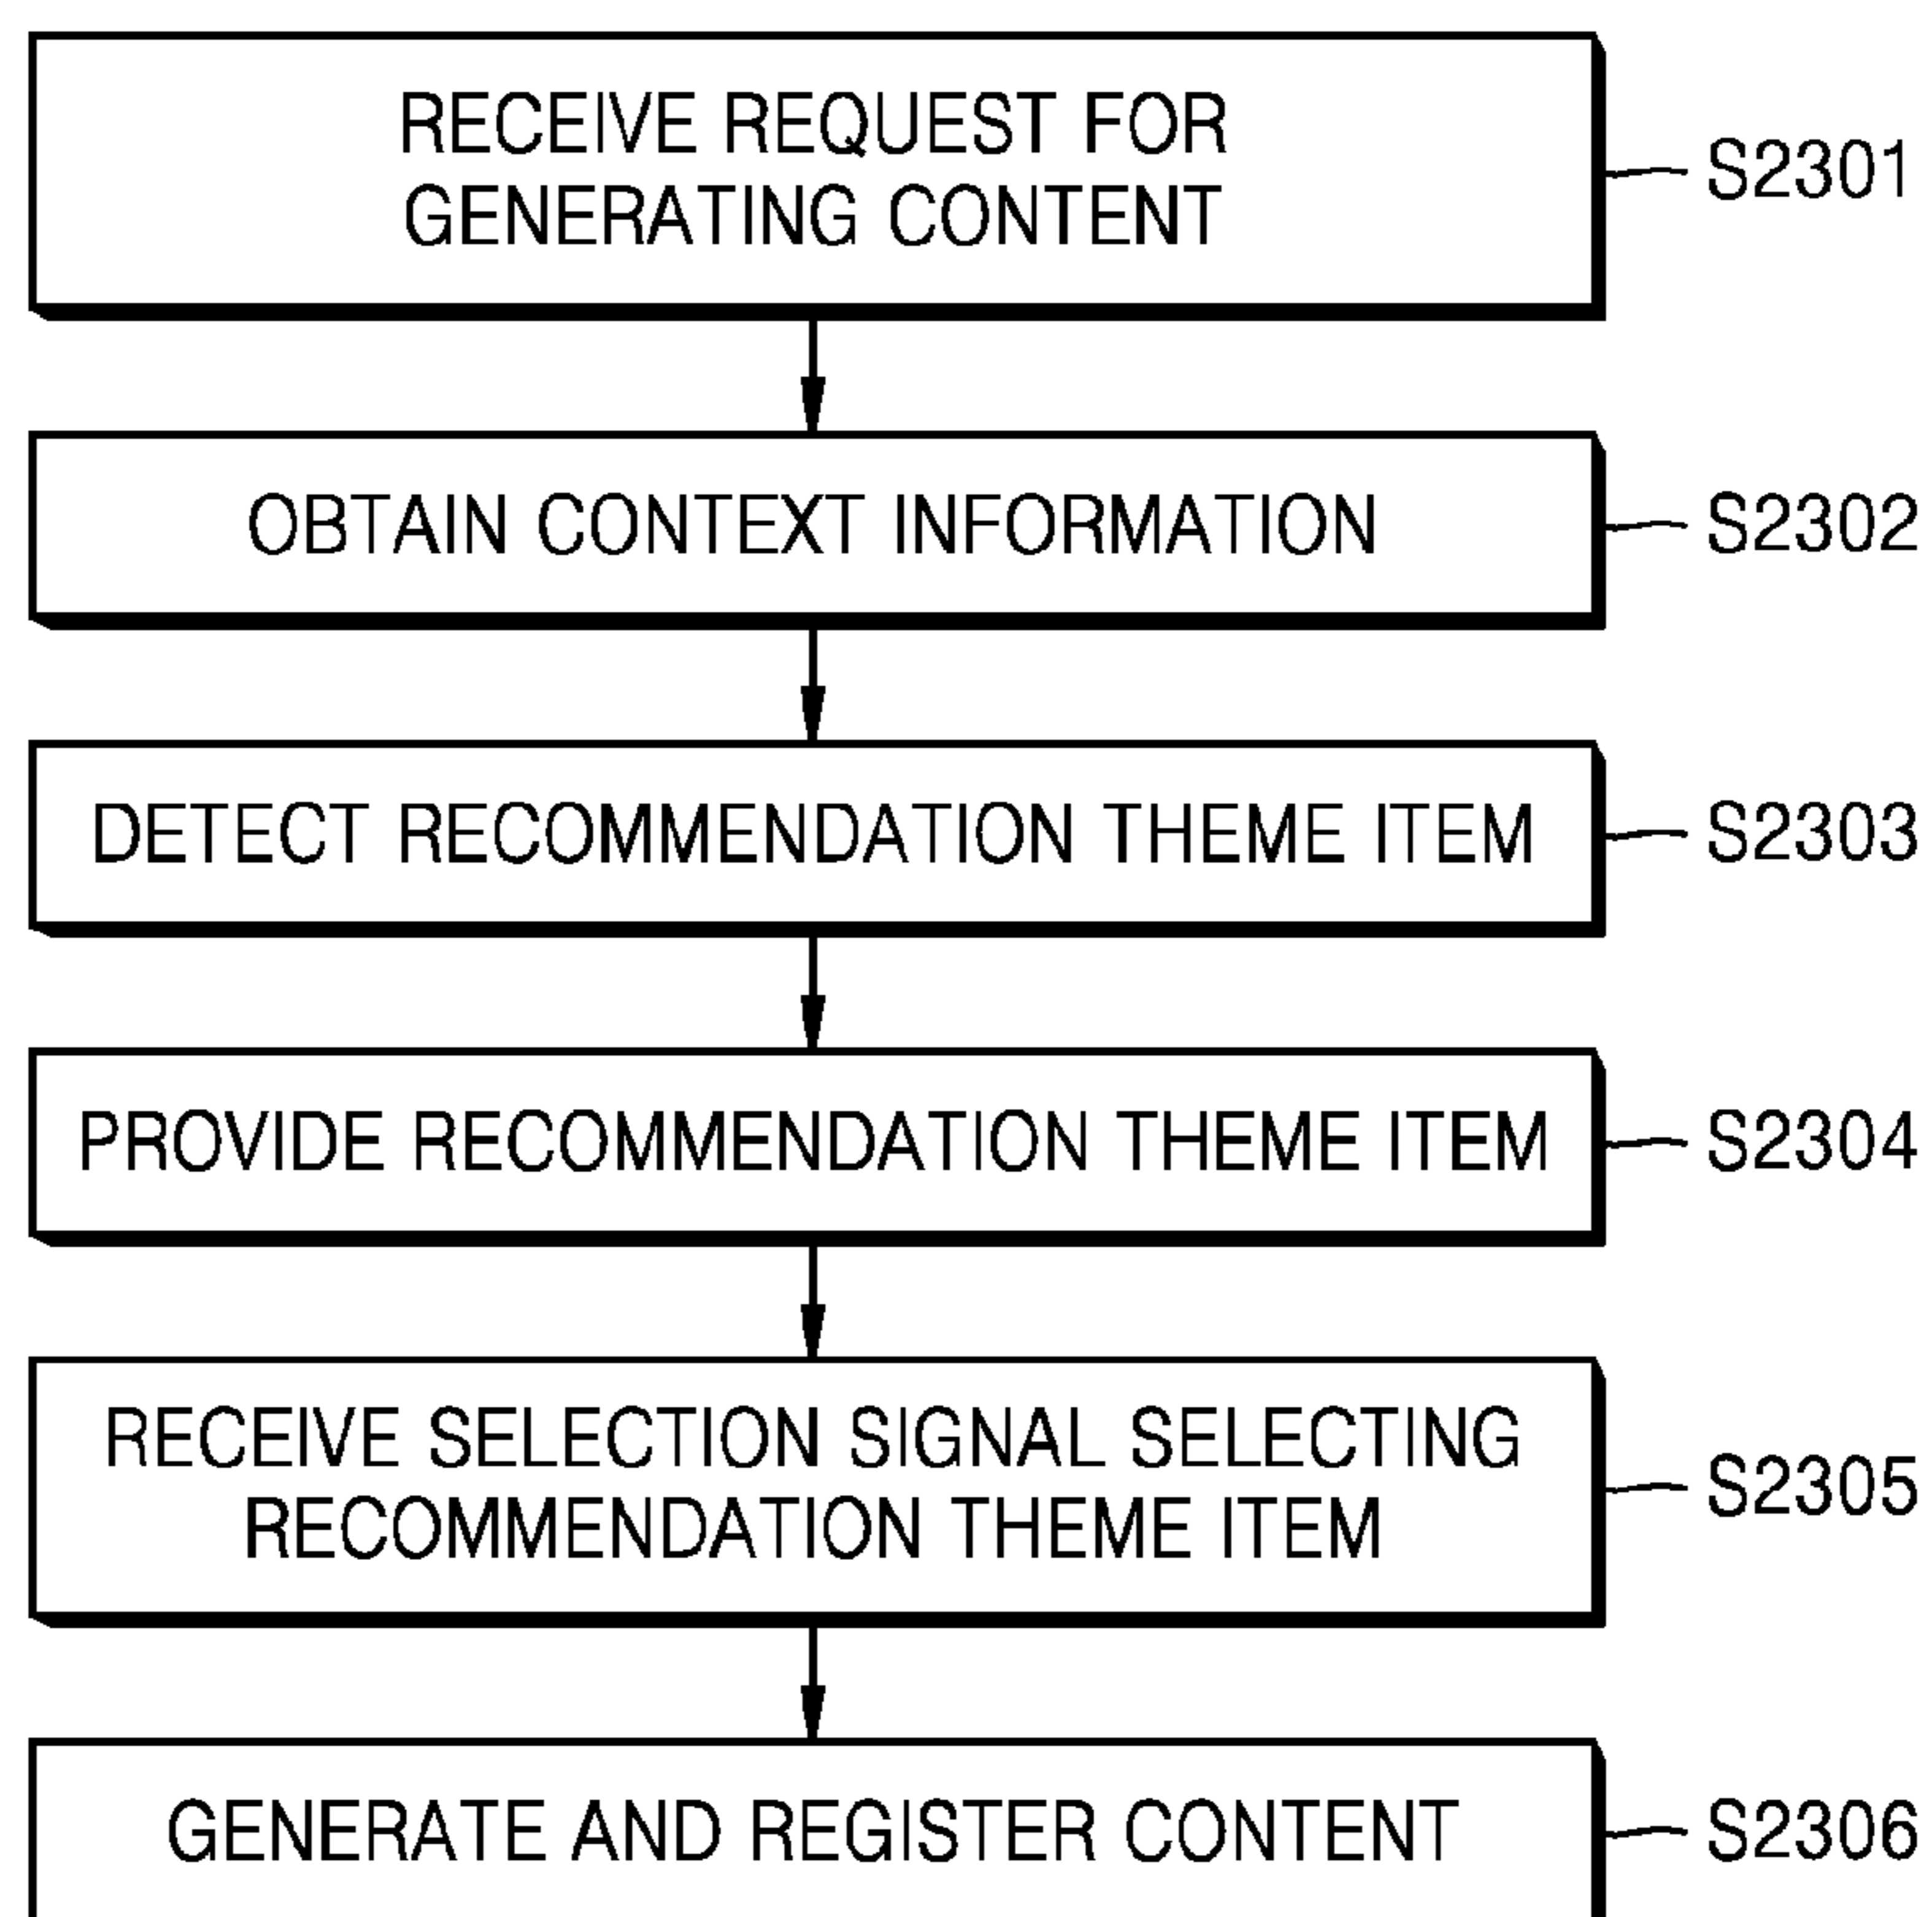 RECEIVE REQUEST FOR
GENERATING CONTENT
S2301
OBTAIN CONTEXT INFORMATION
S2302
DETECT RECOMMENDATION THEME ITEM
S2303
PROVIDE RECOMMENDATION THEME ITEM
S2304
RECEIVE SELECTION SIGNAL SELECTING
RECOMMENDATION THEME ITEM
S2305
GENERATE AND REGISTER CONTENT
S2306